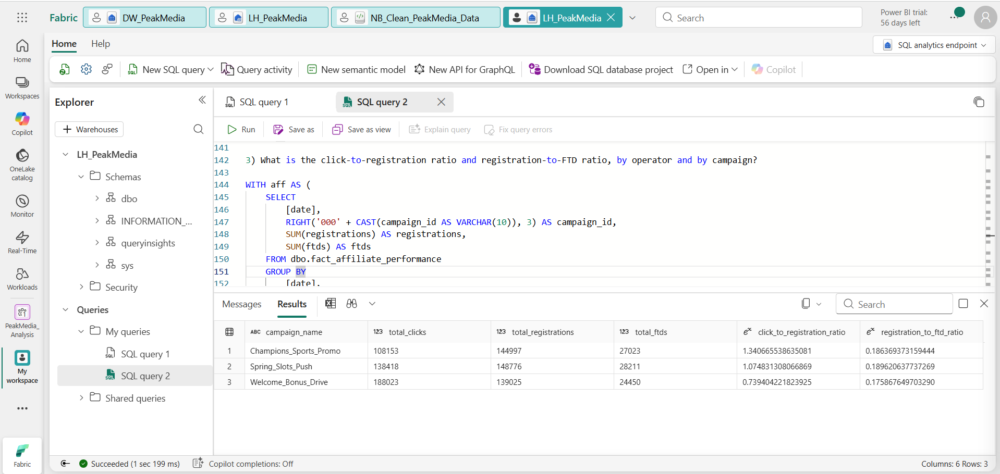 Fabric
DW_PeakMedia
LH_PeakMedia
NB_Clean_PeakMedia_Data
LH_PeakMedia
Search
Power BI trial:
56 days left
Home
Help
SQL analytics endpoint
New SQL query
Query activity
New semantic model
New API for GraphQL
Download SQL database project
Open in
Copilot
Home
Workspaces
Copilot
OneLake
catalog
Monitor
Real-Time
Workloads
PeakMedia_
Analysis
My
workspace
Fabric
Explorer
Warehouses
LH_PeakMedia
Schemas
dbo
INFORMATION_...
queryinsights
sys
Security
Queries
My queries
SQL query 1
SQL query 2
Shared queries
SQL query 1
SQL query 2
Run
Save as
Save as view
Explain query
Fix query errors
141
142 3) What is the click-to-registration ratio and registration-to-FTD ratio, by operator and by campaign?
143
144 WITH aff AS (
145 SELECT
146 [date],
147 RIGHT('000' + CAST(campaign_id AS VARCHAR(10)), 3) AS campaign_id,
148 SUM(registrations) AS registrations,
149 SUM(ftds) AS ftds
150 FROM dbo.fact_affiliate_performance
151 GROUP BY
152 [date],
Messages
Results
Search
ABC campaign_name 123 total_clicks 123 total_registrations 123 total_ftds eˣ click_to_registration_ratio eˣ registration_to_ftd_ratio
1 Champions_Sports_Promo 108153 144997 27023 1.340665538635081 0.186369373159444
2 Spring_Slots_Push 138418 148776 28211 1.074831308066869 0.189620637737269
3 Welcome_Bonus_Drive 188023 139025 24450 0.739404221823925 0.175867649703290
Succeeded (1 sec 199 ms)
Copilot completions: Off
Columns: 6 Rows: 3